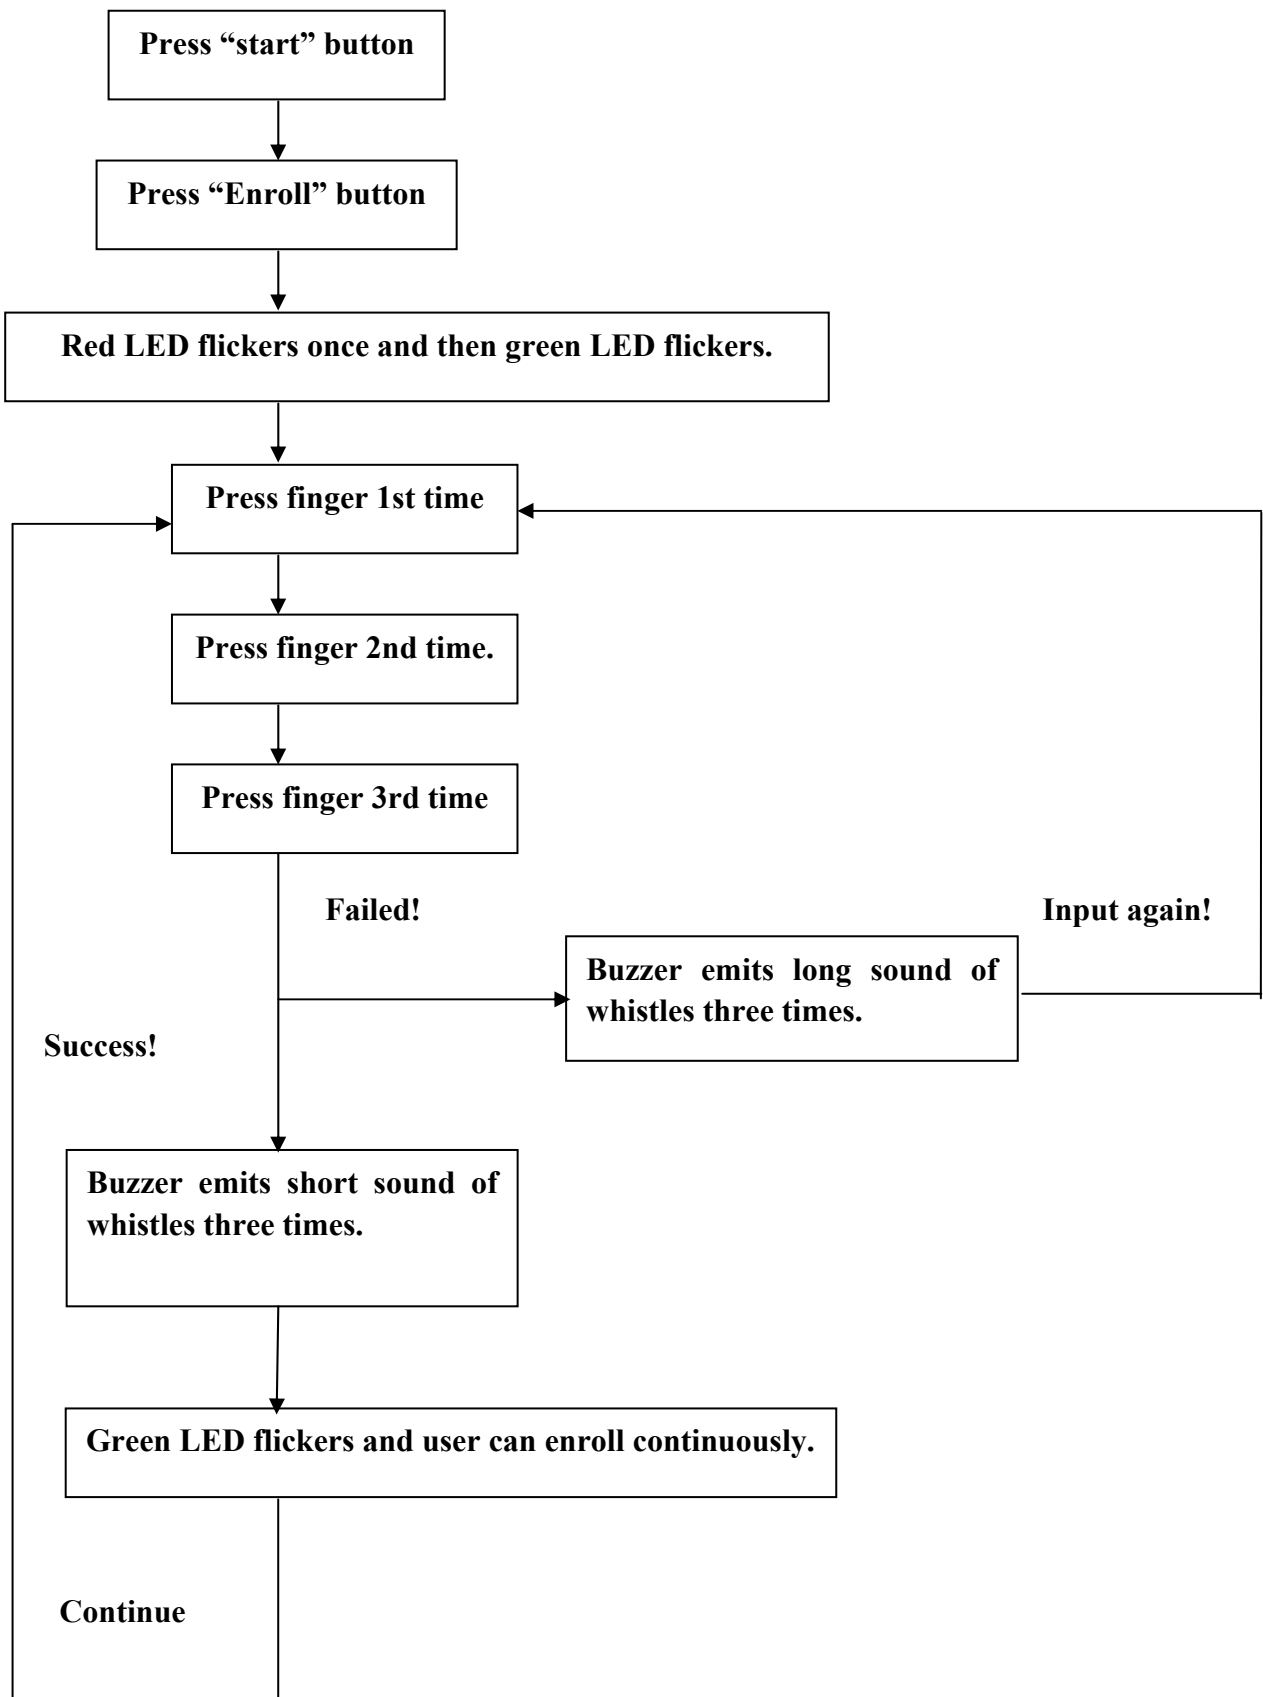 Press “start” button
Press “Enroll” button
Red LED flickers once and then green LED flickers.
Press finger 1st time
Press finger 2nd time.
Press finger 3rd time
Failed!
Input again!
Buzzer emits long sound of
whistles three times.
Success!
Buzzer emits short sound of
whistles three times.
Green LED flickers and user can enroll continuously.
Continue